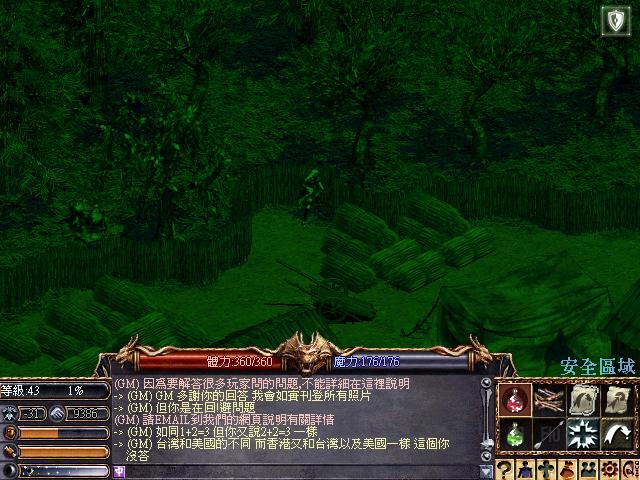 體力:360/360
魔力:176/176
安全區域
等級:43 1%
-31
9386
(GM) 因為要解答很多玩家問的問題,不能詳細在這裡說明
-> (GM) GM 多謝你的回答 我會如實刊登所有照片
-> (GM) 但你是在回避問題
(GM) 請EMAIL到我們的網頁說明有關詳情
-> (GM) 如同1+2=3 但你又說2+2=3 一樣
-> (GM) 台灣和美國的不同 而香港又和台灣以及美國一樣 這個你
沒答
中